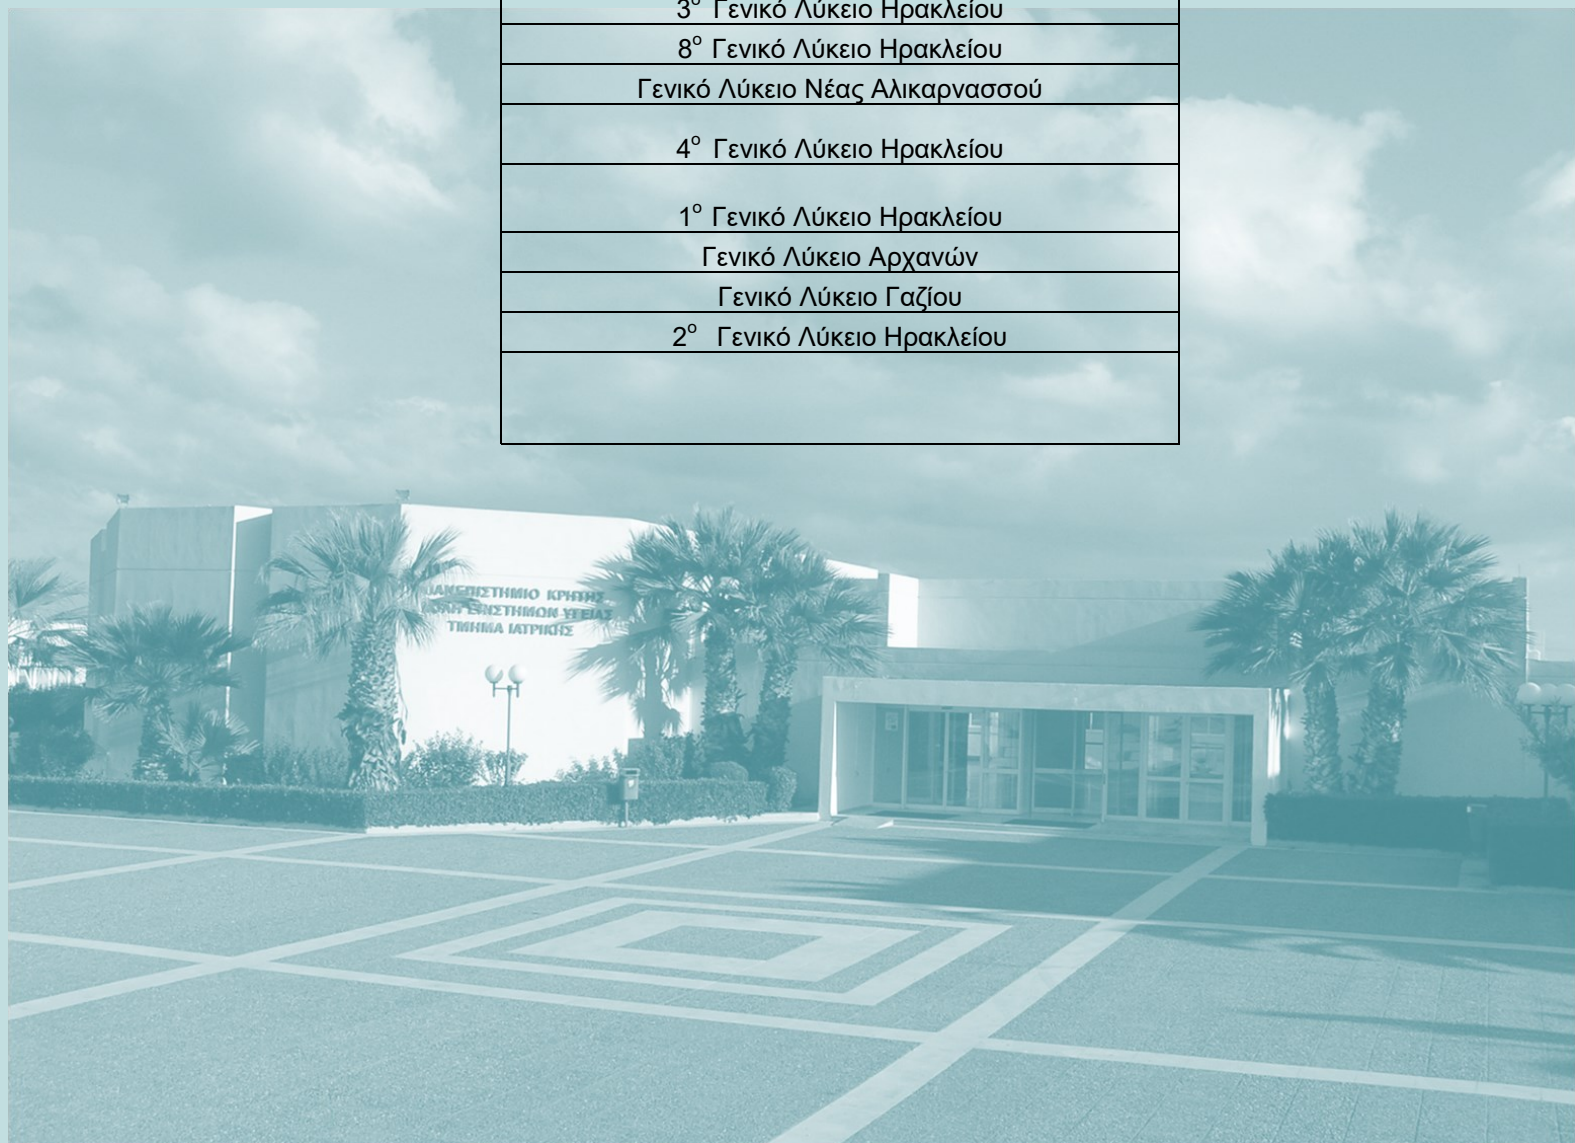 3ο Γενικό Λύκειο Ηρακλείου
8ο Γενικό Λύκειο Ηρακλείου
Γενικό Λύκειο Νέας Αλικαρνασσού
4ο Γενικό Λύκειο Ηρακλείου
1ο Γενικό Λύκειο Ηρακλείου
Γενικό Λύκειο Αρχανών
Γενικό Λύκειο Γαζίου
2ο Γενικό Λύκειο Ηρακλείου
ΚΡΗΤΗΣ
ΥΓΕΙΑΣ
ΤΜΗΜΑ ΙΑΤΡΙΚΗΣ